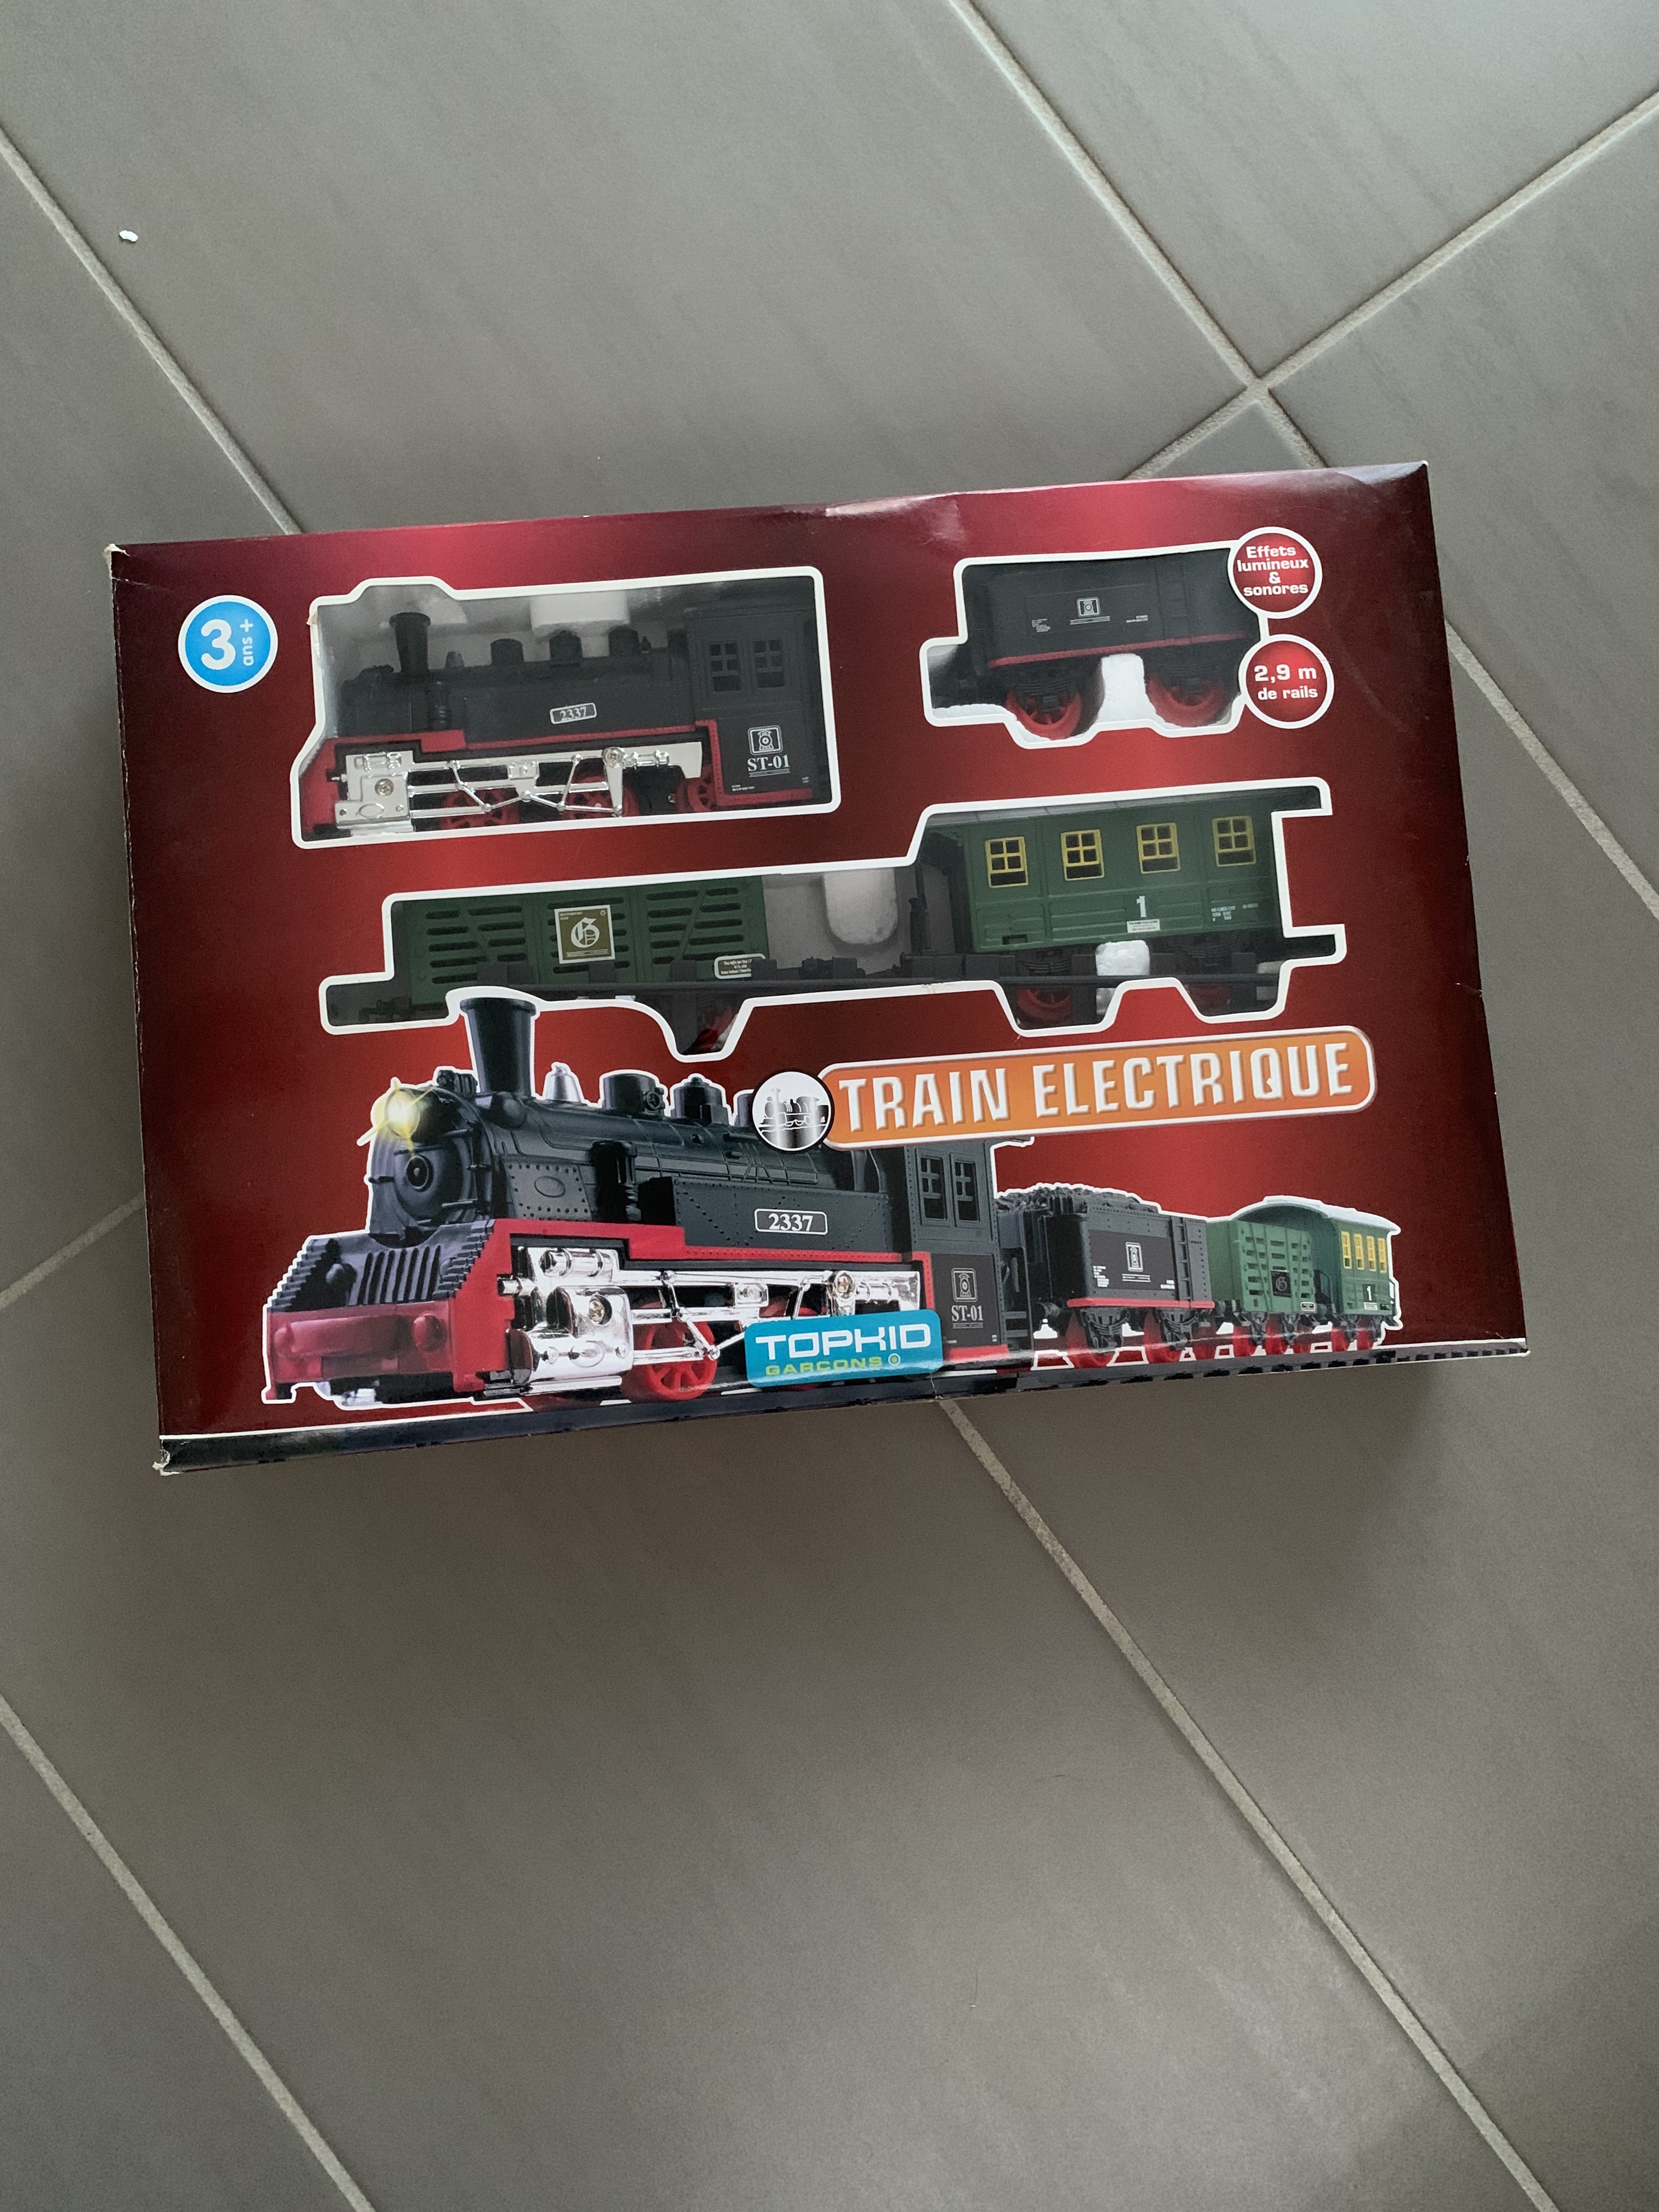 3
ans +
Effets
lumineux
&
sonores
2,9 m
de rails
2337
ST-01
G
1
TRAIN ELECTRIQUE
2337
ST-01
1
TOPKID
GARCONS